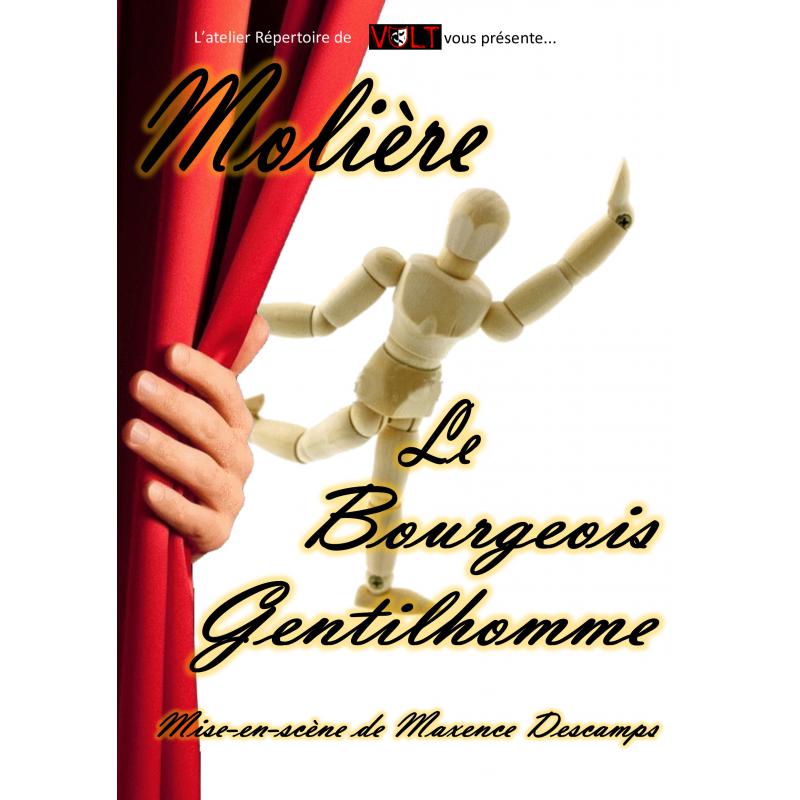 L'atelier Répertoire de VOLT vous présente...
Molière
Le
Bourgeois
Gentilhomme
Mise-en-scène de Maxence Descamps